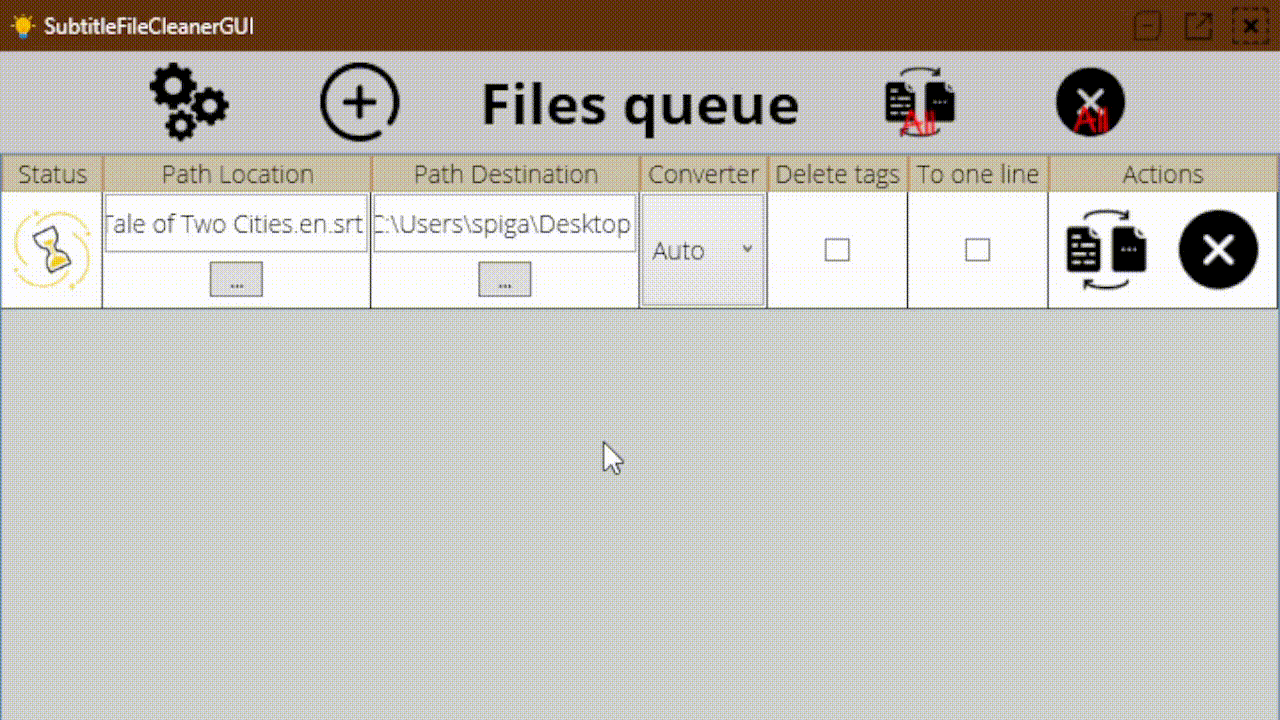 SubtitleFileCleanerGUI
Files queue
All
All
Status Path Location Path Destination Converter Delete tags To one line Actions
Tale of Two Cities.en.srt C:\Users\spiga\Desktop
Auto
... ...